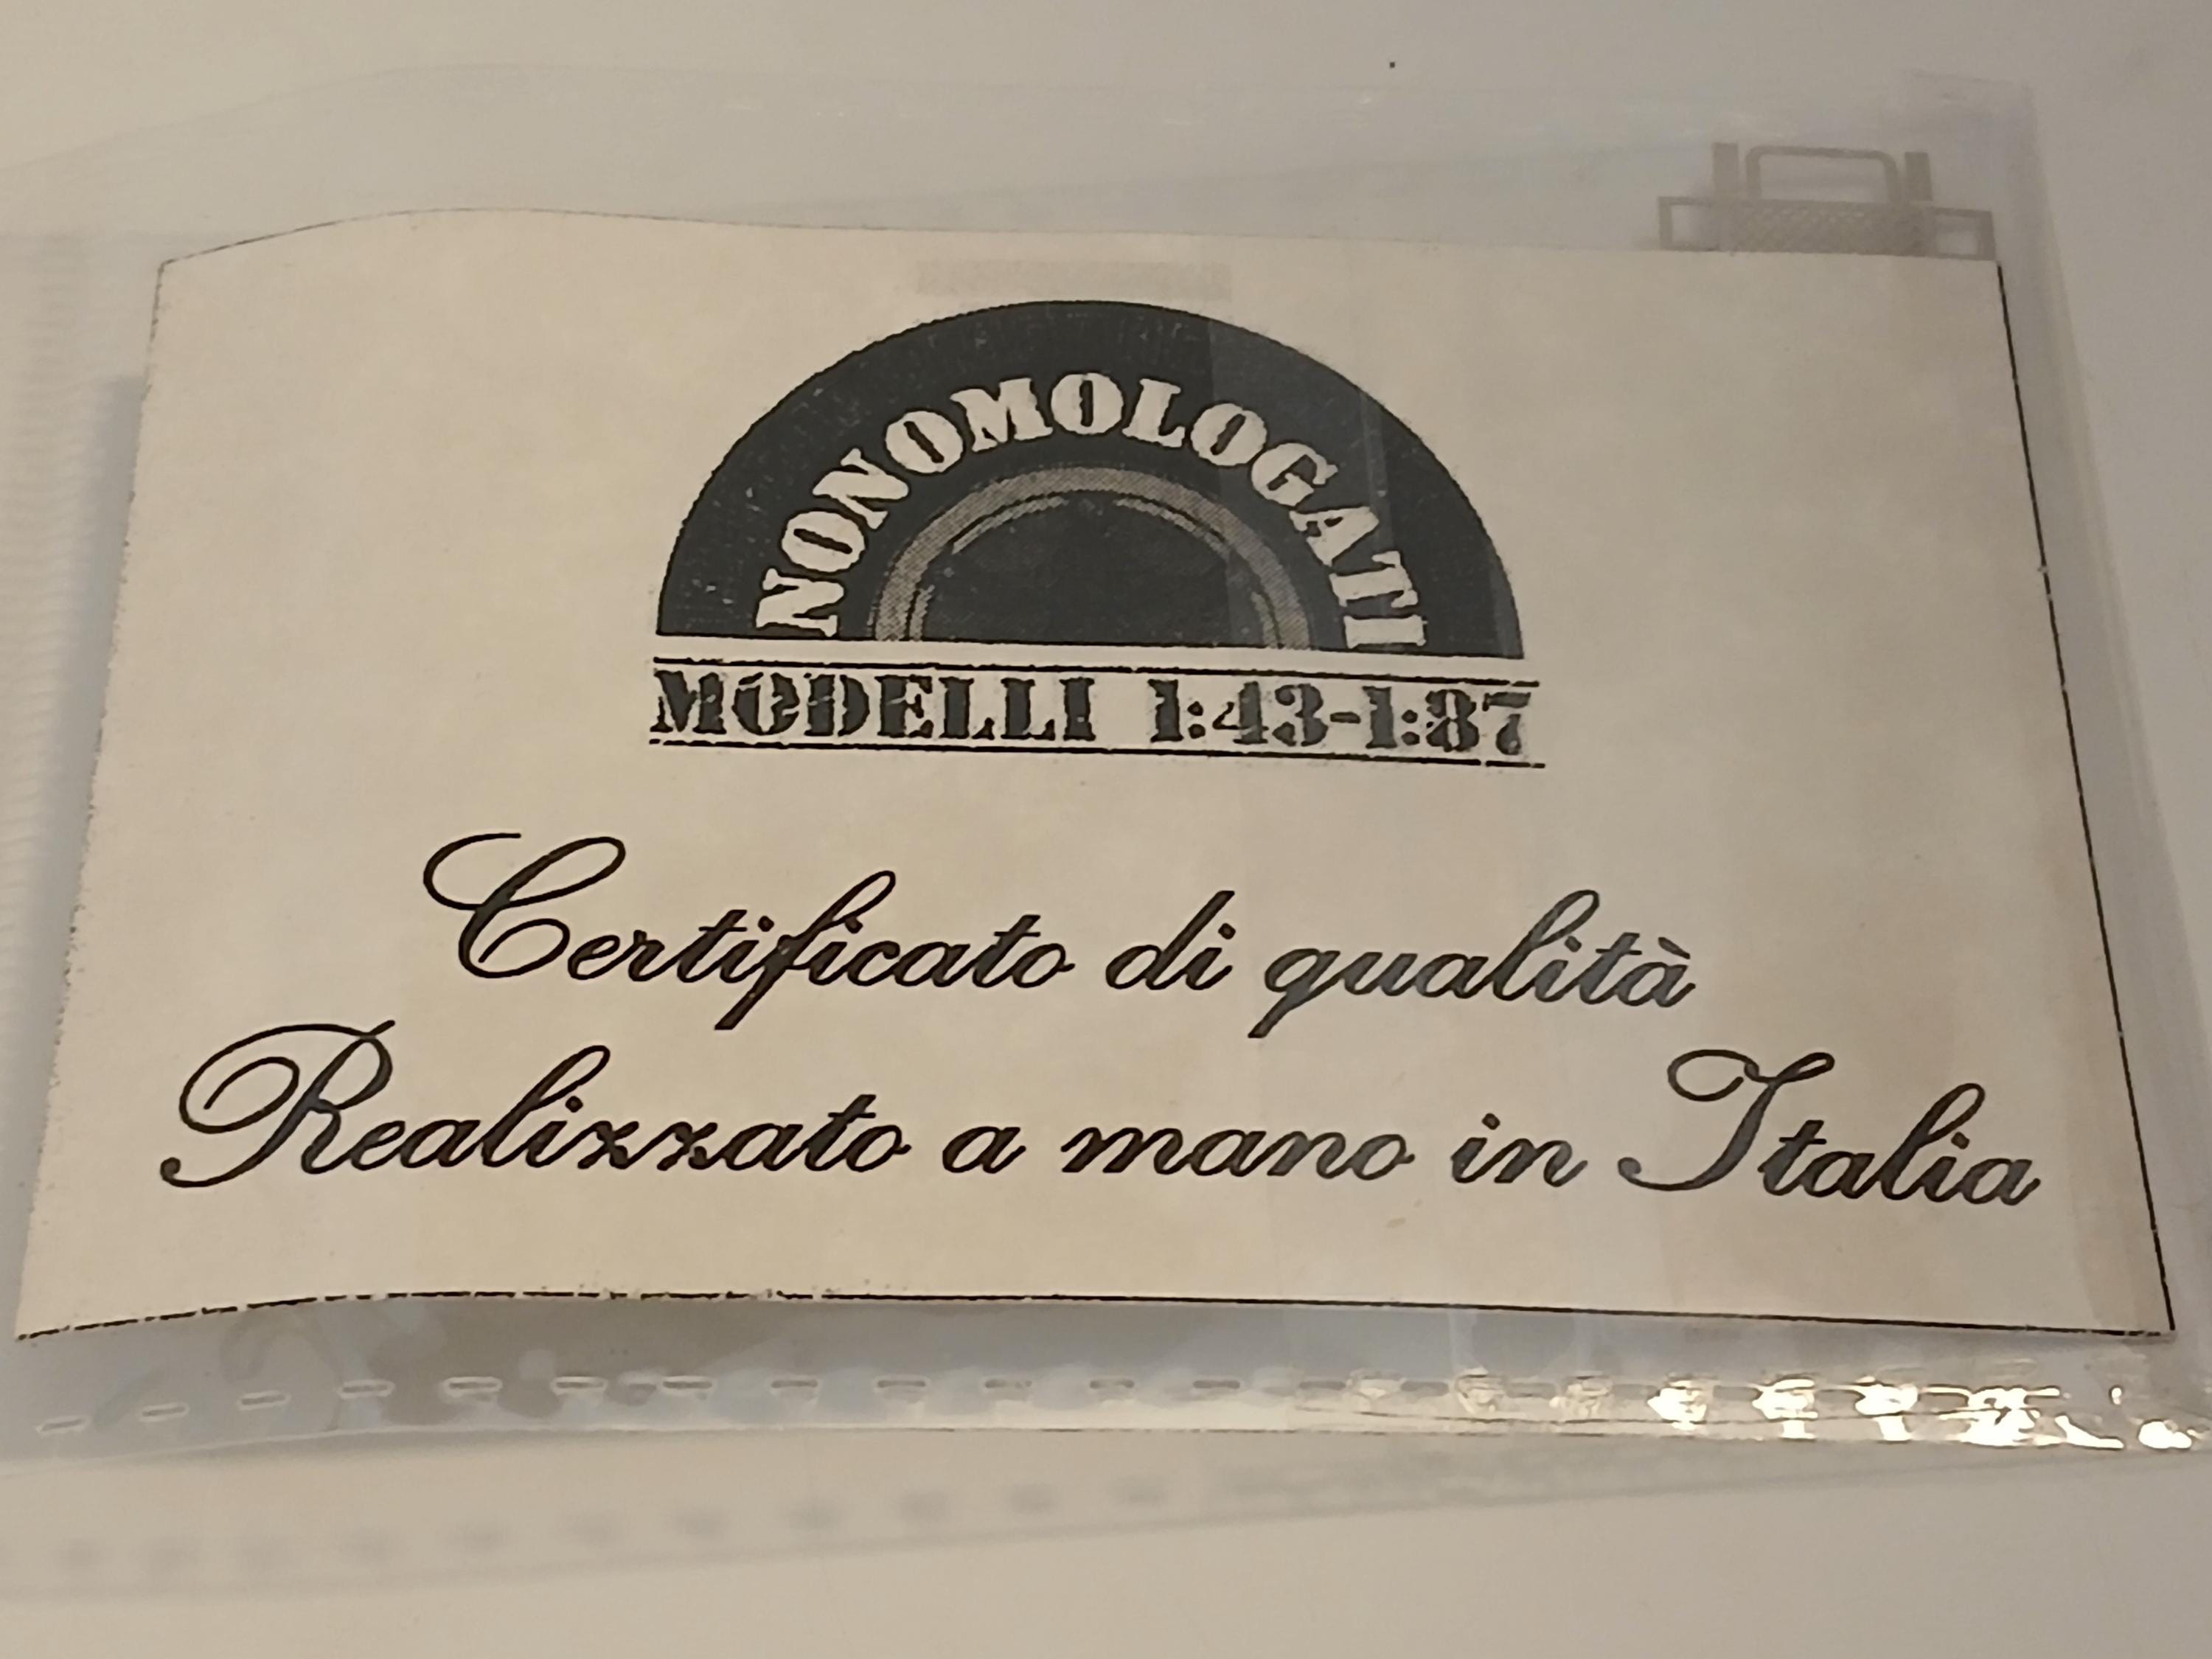 NONOMOLOGATI
MODELLI 1:43-1:87
Certificato di qualità
Realizzato a mano in Italia